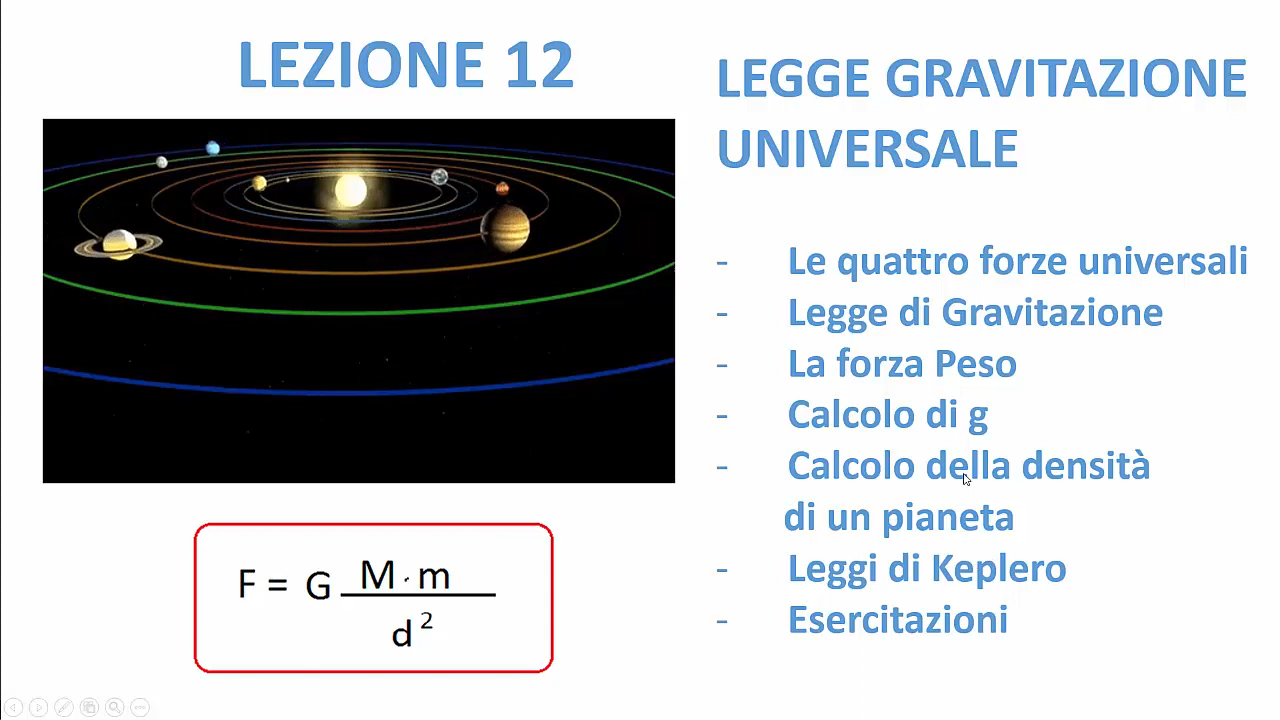 LEZIONE 12
LEGGE GRAVITAZIONE
UNIVERSALE
- Le quattro forze universali
- Legge di Gravitazione
- La forza Peso
- Calcolo di g
- Calcolo della densità
di un pianeta
- Leggi di Keplero
- Esercitazioni
F = G M · m
d ²